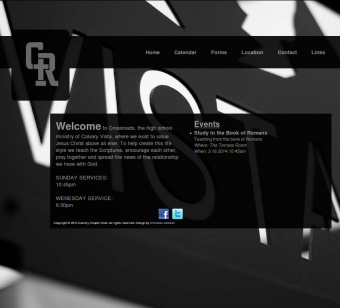 CR
Home Calendar Forms Location Contact Links
Welcome to Crossroads, the high school
ministry of Calvary Vista, where we exist to value
Jesus Christ above all else. To help create this life
style we teach the Scriptures, encourage each other,
pray together and spread the news of the relationship
we have with God.
SUNDAY SERVICES:
10:45pm
WENESDAY SERVICE:
6:30pm
Events
Study in the Book of Romans
Teaching from the book of Romans
Where: The Terrace Room
When: 2.16.2014 10:45am
Copyright © 2013 Calvary Chapel Vista. All rights reserved. Design by